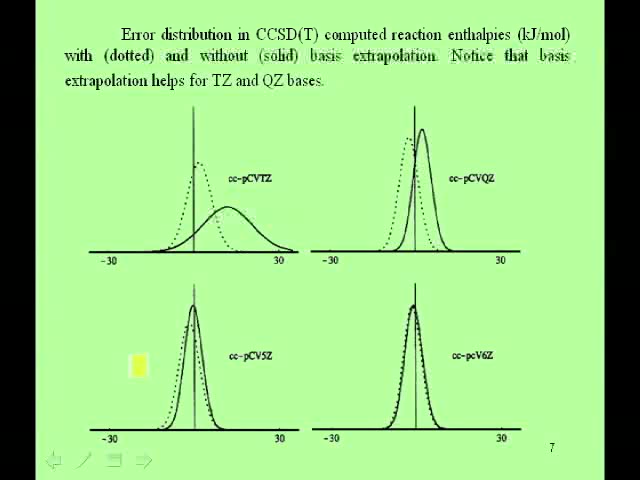 Error distribution in CCSD(T) computed reaction enthalpies (kJ/mol)
with (dotted) and without (solid) basis extrapolation. Notice that basis
extrapolation helps for TZ and QZ bases.
cc-pCVTZ
cc-pCVQZ
-30 30
-30 30
cc-pCV5Z
cc-pcV6Z
-30 30
-30 30
7